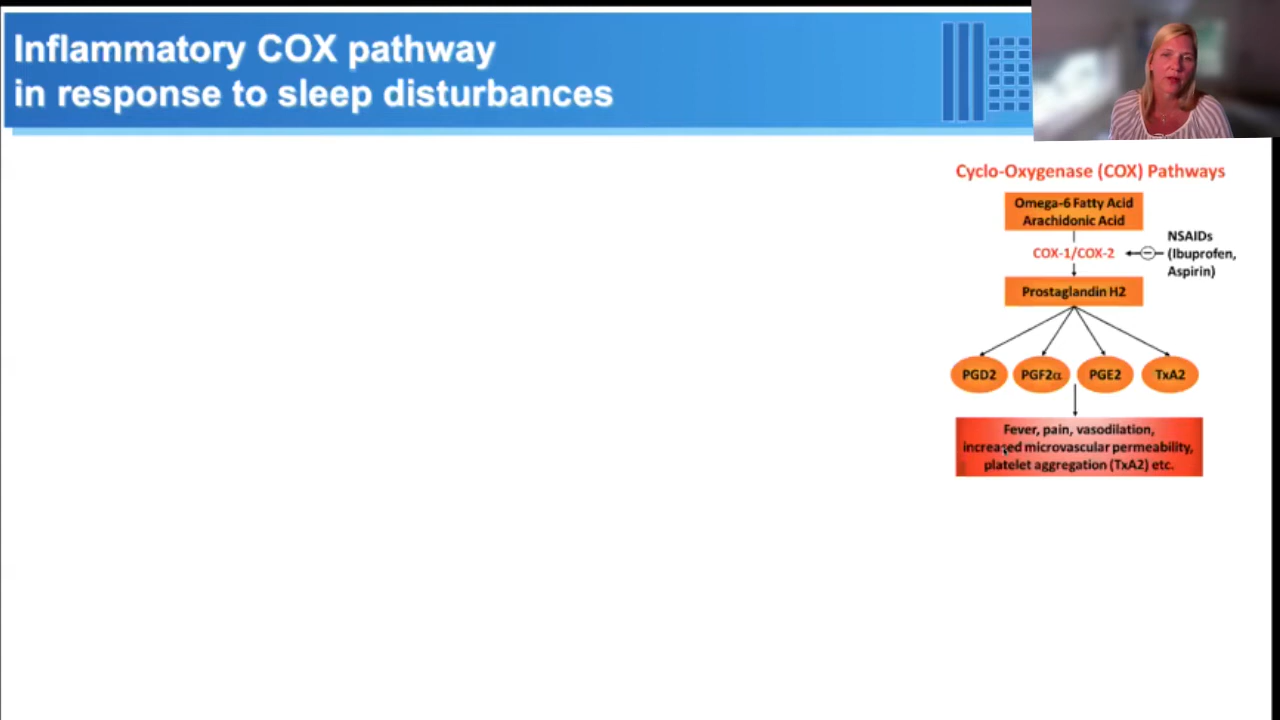 Inflammatory COX pathway
in response to sleep disturbances
Cyclo-Oxygenase (COX) Pathways
Omega-6 Fatty Acid
Arachidonic Acid
COX-1/COX-2
NSAIDs
(Ibuprofen,
Aspirin)
Prostaglandin H2
PGD2
PGF2α
PGE2
TxA2
Fever, pain, vasodilation,
increased microvascular permeability,
platelet aggregation (TxA2) etc.